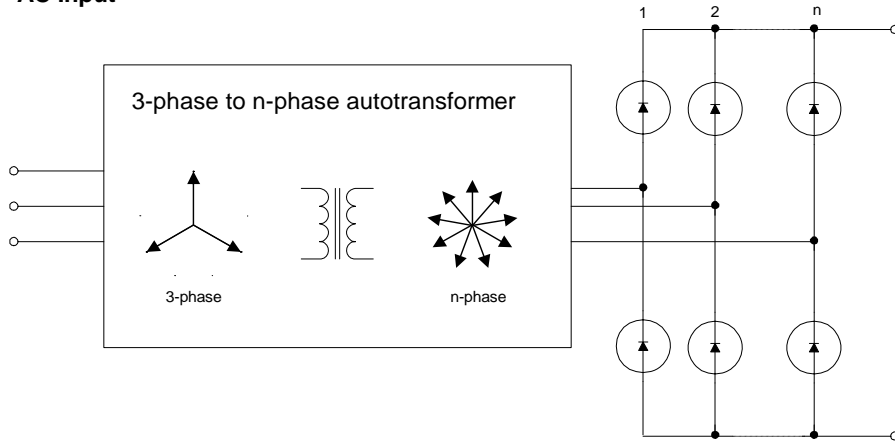 AC Input
1 2 n
3-phase to n-phase autotransformer
3-phase
n-phase